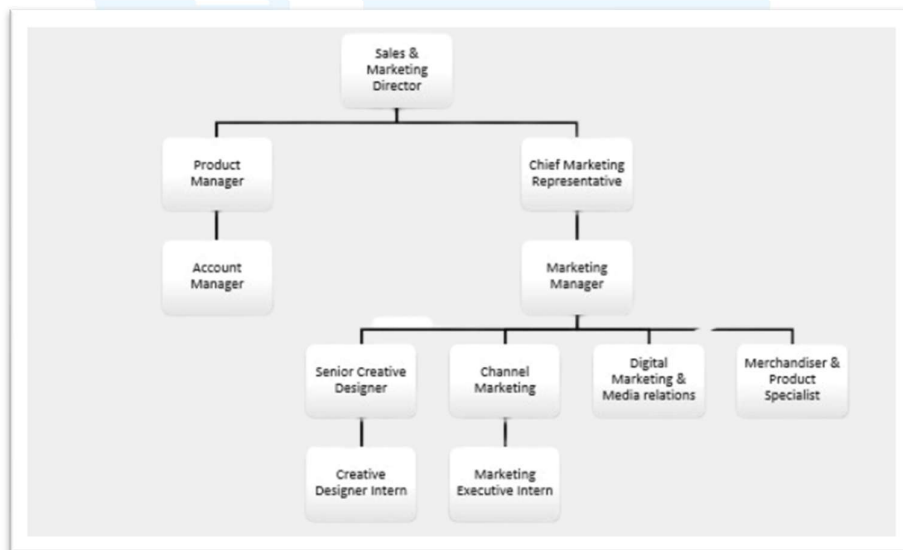 Sales &
Marketing
Director
Product
Manager
Chief Marketing
Representative
Account
Manager
Marketing
Manager
Senior Creative
Designer
Channel
Marketing
Digital
Marketing &
Media relations
Merchandiser &
Product
Specialist
Creative
Designer Intern
Marketing
Executive Intern